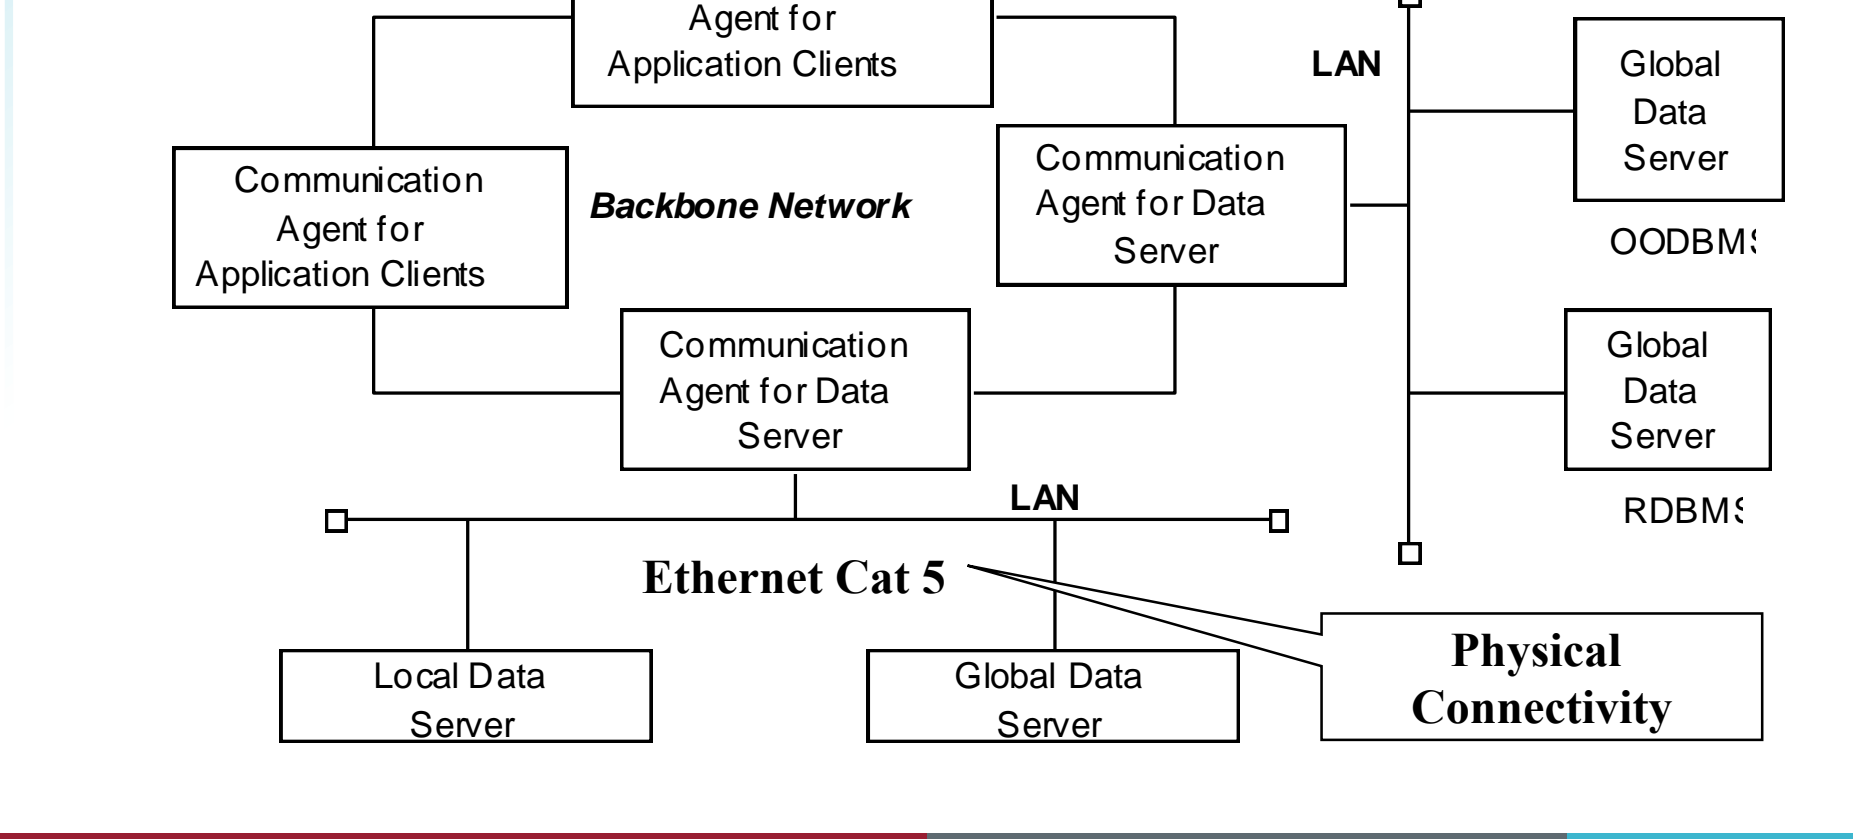 Agent for
Application Clients
LAN
Global
Data
Server
Communication
Agent for Data
Server
Communication
Agent for
Application Clients
Backbone Network
OODBMS
Communication
Agent for Data
Server
Global
Data
Server
LAN
RDBMS
Ethernet Cat 5
Physical
Connectivity
Local Data
Server
Global Data
Server